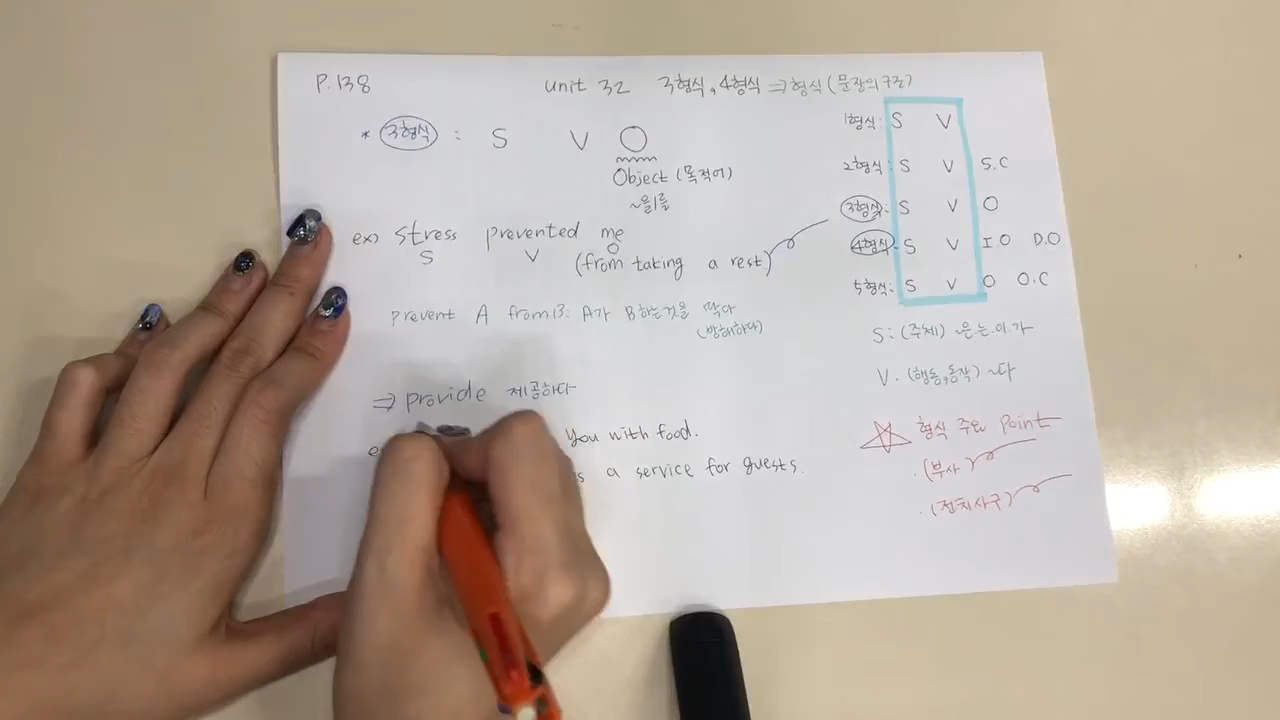 P.138
unit 32 3형식, 4형식 ⇒ 형식 (문장의 구조)
* 3형식 : S V O
Object (목적어)
~을/를
ex) Stress prevented me
S V O
(from taking a rest)
prevent A from B: A가 B하는것을 막다
(방해하다)
⇒ provide 제공하다
you with food.
a service for guests.
1형식: S V
2형식: S V S.C
3형식: S V O
4형식: S V I.O D.O
5형식: S V O O.C
S: (주체) ~은.는.이.가
V. (행동,동작) ~다
☆ 형식 주요 Point
. (부사)
. (전치사구)